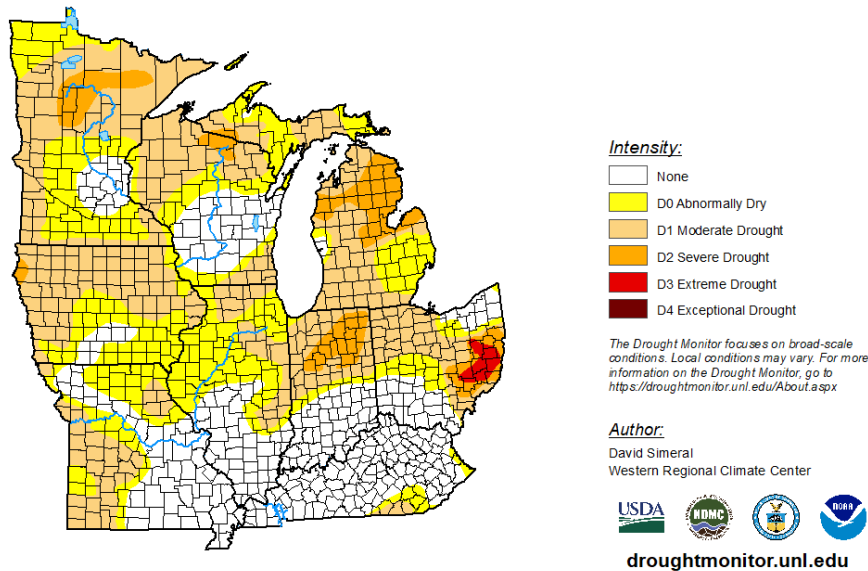 Intensity:
None
D0 Abnormally Dry
D1 Moderate Drought
D2 Severe Drought
D3 Extreme Drought
D4 Exceptional Drought
The Drought Monitor focuses on broad-scale
conditions. Local conditions may vary. For more
information on the Drought Monitor, go to
https://droughtmonitor.unl.edu/About.aspx
Author:
David Simeral
Western Regional Climate Center
USDA
NDMC
NOAA
droughtmonitor.unl.edu